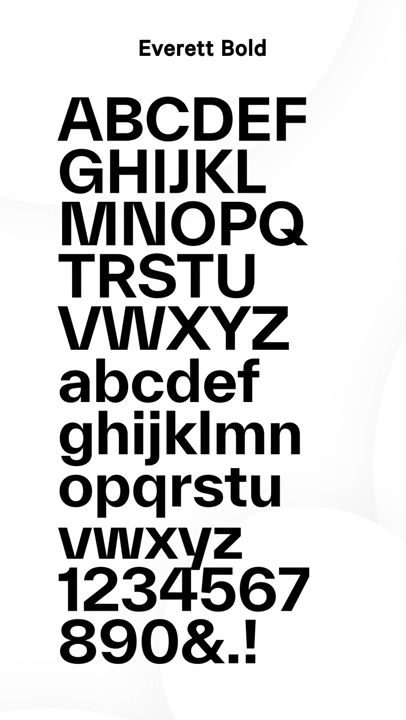 Everett Bold
ABCDEF
GHIJKL
MNOPQ
TRSTU
VWXYZ
abcdef
ghijklmn
opqrstu
vwxyz
1234567
890&.!